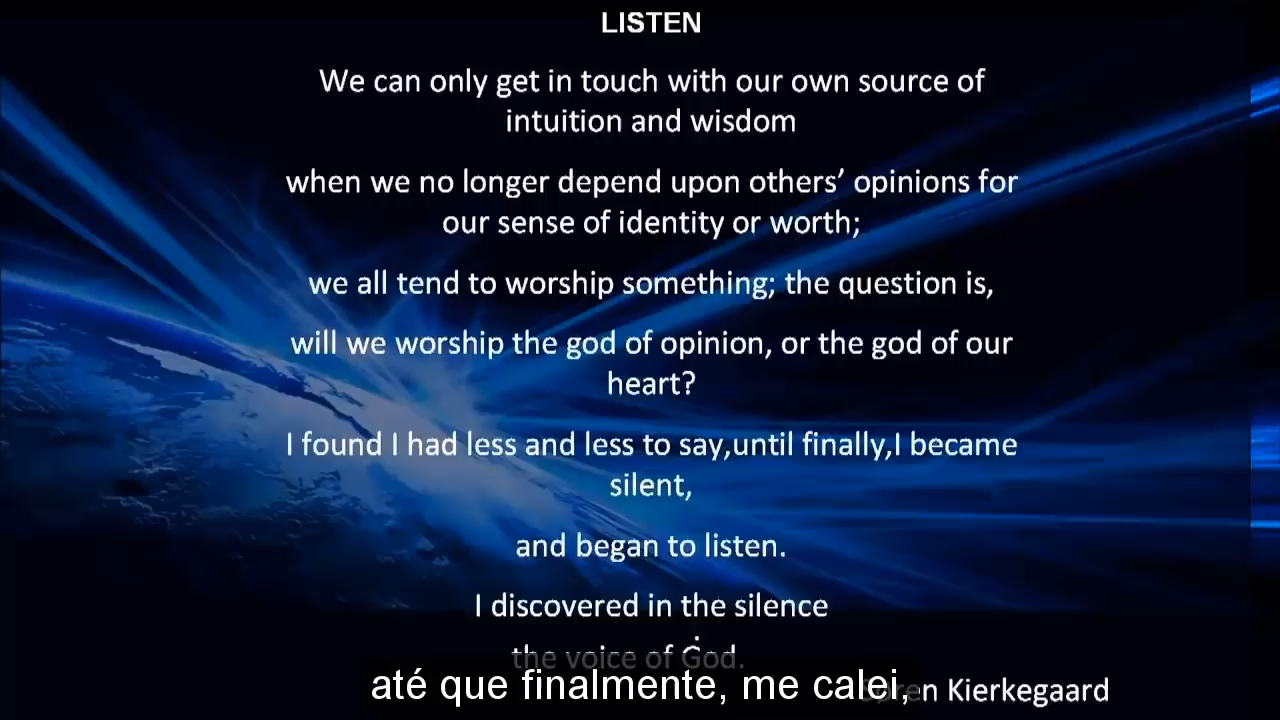 LISTEN
We can only get in touch with our own source of
intuition and wisdom
when we no longer depend upon others’ opinions for
our sense of identity or worth;
we all tend to worship something; the question is,
will we worship the god of opinion, or the god of our
heart?
I found I had less and less to say,until finally,I became
silent,
and began to listen.
I discovered in the silence
the voice of God.
até que finalmente, me calei,
Søren Kierkegaard